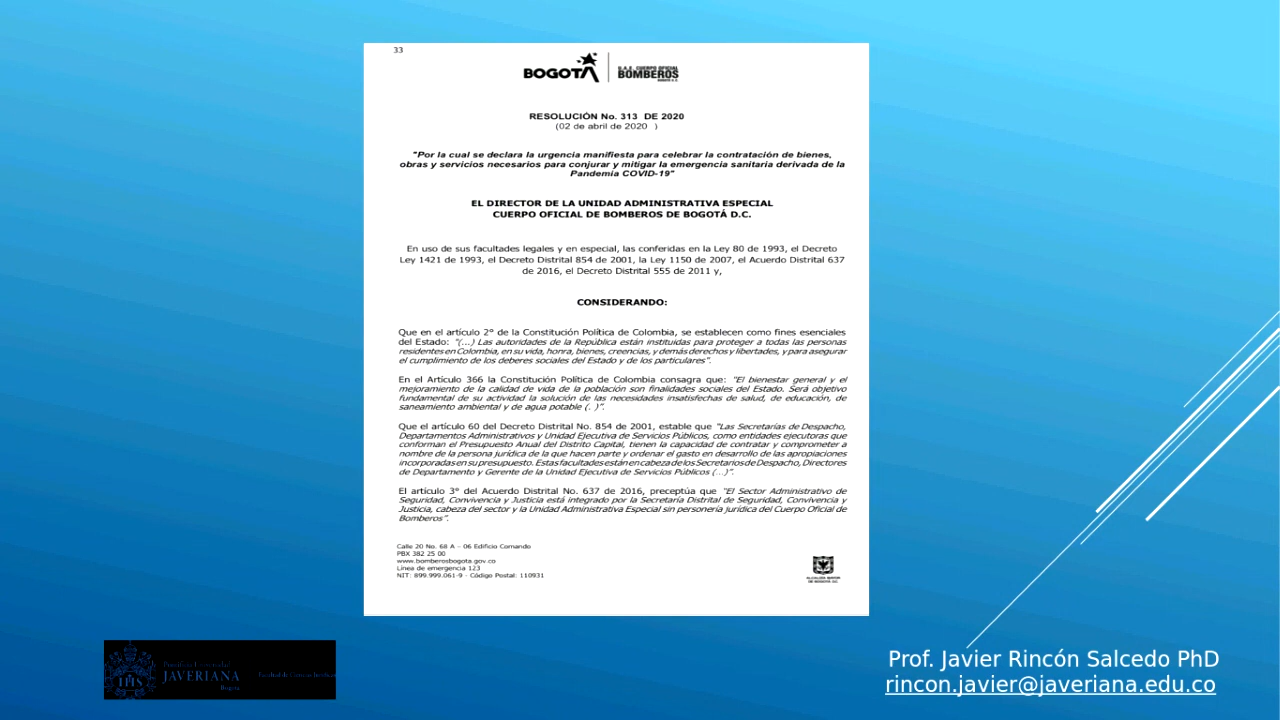 33
BOGOTÁ
U.A.E. CUERPO OFICIAL
BOMBEROS
BOGOTÁ D.C.
RESOLUCIÓN No. 313 DE 2020
(02 de abril de 2020 )
"Por la cual se declara la urgencia manifiesta para celebrar la contratación de bienes,
obras y servicios necesarios para conjurar y mitigar la emergencia sanitaria derivada de la
Pandemia COVID-19"
EL DIRECTOR DE LA UNIDAD ADMINISTRATIVA ESPECIAL
CUERPO OFICIAL DE BOMBEROS DE BOGOTÁ D.C.
En uso de sus facultades legales y en especial, las conferidas en la Ley 80 de 1993, el Decreto
Ley 1421 de 1993, el Decreto Distrital 854 de 2001, la Ley 1150 de 2007, el Acuerdo Distrital 637
de 2016, el Decreto Distrital 555 de 2011 y,
CONSIDERANDO:
Que en el artículo 2° de la Constitución Política de Colombia, se establecen como fines esenciales
del Estado: "(...) Las autoridades de la República están instituidas para proteger a todas las personas
residentes en Colombia, en su vida, honra, bienes, creencias, y demás derechos y libertades, y para asegurar
el cumplimiento de los deberes sociales del Estado y de los particulares".
En el Artículo 366 la Constitución Política de Colombia consagra que: "El bienestar general y el
mejoramiento de la calidad de vida de la población son finalidades sociales del Estado. Será objetivo
fundamental de su actividad la solución de las necesidades insatisfechas de salud, de educación, de
saneamiento ambiental y de agua potable (. )".
Que el artículo 60 del Decreto Distrital No. 854 de 2001, estable que "Las Secretarías de Despacho,
Departamentos Administrativos y Unidad Ejecutiva de Servicios Públicos, como entidades ejecutoras que
conforman el Presupuesto Anual del Distrito Capital, tienen la capacidad de contratar y comprometer a
nombre de la persona jurídica de la que hacen parte y ordenar el gasto en desarrollo de las apropiaciones
incorporadas en su presupuesto. Estas facultades están en cabeza de los Secretarios de Despacho, Directores
de Departamento y Gerente de la Unidad Ejecutiva de Servicios Públicos (...)".
El artículo 3° del Acuerdo Distrital No. 637 de 2016, preceptúa que "El Sector Administrativo de
Seguridad, Convivencia y Justicia está integrado por la Secretaría Distrital de Seguridad, Convivencia y
Justicia, cabeza del sector y la Unidad Administrativa Especial sin personería jurídica del Cuerpo Oficial de
Bomberos".
Calle 20 No. 68 A – 06 Edificio Comando
PBX 382 25 00
www.bomberosbogota.gov.co
Línea de emergencia 123
NIT: 899.999.061-9 - Código Postal: 110931
ALCALDÍA MAYOR
DE BOGOTÁ D.C.
Pontificia Universidad
JAVERIANA
Bogotá
Facultad de Ciencias Jurídicas
Prof. Javier Rincón Salcedo PhD
rincon.javier@javeriana.edu.co